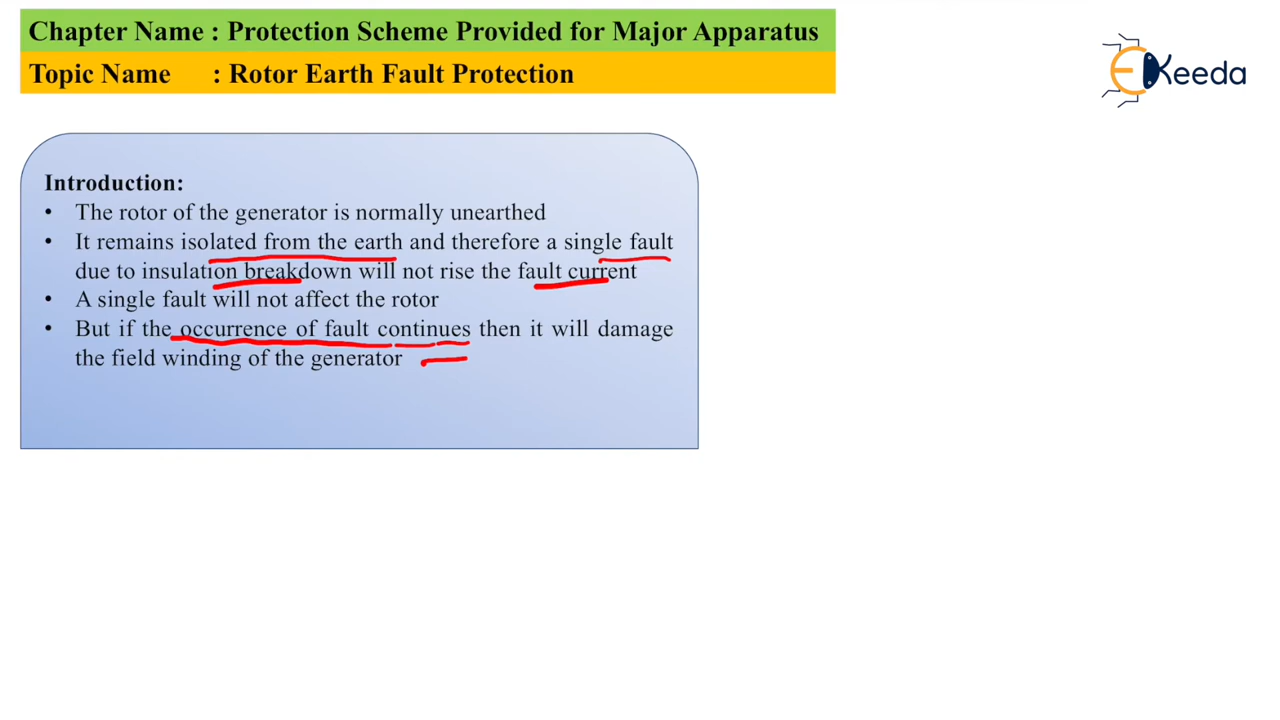 Chapter Name : Protection Scheme Provided for Major Apparatus
Topic Name : Rotor Earth Fault Protection
EKeeda
Introduction:
• The rotor of the generator is normally unearthed
• It remains isolated from the earth and therefore a single fault
due to insulation breakdown will not rise the fault current
• A single fault will not affect the rotor
• But if the occurrence of fault continues then it will damage
the field winding of the generator